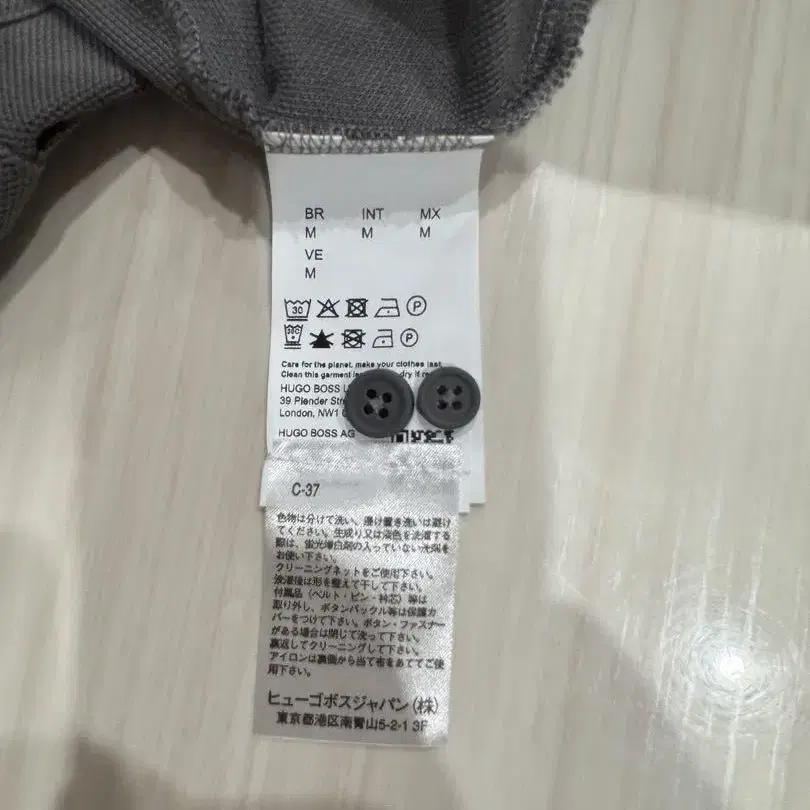 BR INT MX
M M M
VE
M
30 P
30C P
Care for the planet, make your clothes last.
Clean this garment dry if
HUGO BOSS
39 Plender
London, NW1
HUGO BOSS AG
C-37
色物は分けて洗い、漬け置き洗いは避け
てください。生成り又は淡色を洗濯する
際は、蛍光増白剤の入っていない洗剤を
お使い下さい。
クリーニングネットをご使用下さい。
洗濯後は形を整えて干して下さい。
付属品（ベルト・ピン・衿芯）等は
取り外し、ボタンバックル等は保護カ
バーをつけて下さい。ボタン・ファスナー
がある場合は閉じて洗って下さい。
裏返してクリーニングして下さい。
アイロンは裏側から当て布をあててご使
用下さい。
ヒューゴボスジャパン(株)
東京都港区南青山5-2-1 3F